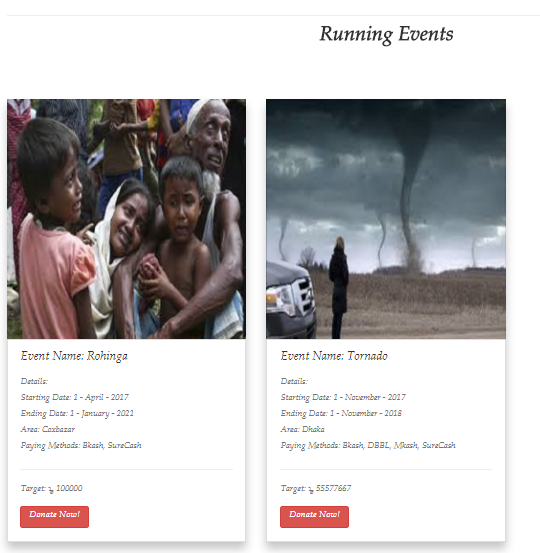 Running Events
Event Name: Rohinga
Details:
Starting Date: 1 - April - 2017
Ending Date: 1 - January - 2021
Area: Coxbazar
Paying Methods: Bkash, SureCash
Target: ৳ 100000
Donate Now!
Event Name: Tornado
Details:
Starting Date: 1 - November - 2017
Ending Date: 1 - November - 2018
Area: Dhaka
Paying Methods: Bkash, DBBL, Mkash, SureCash
Target: ৳ 55577667
Donate Now!